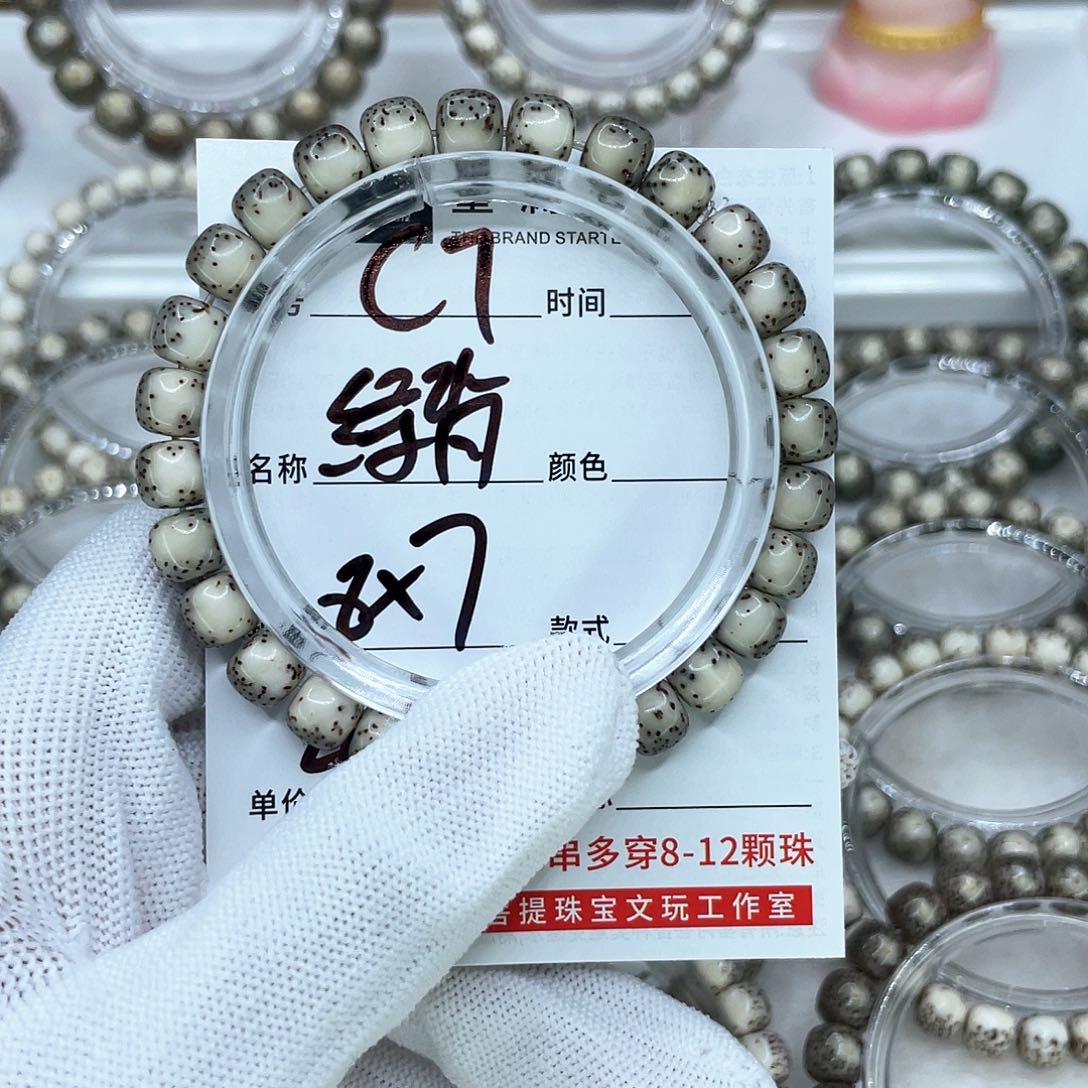 THE BRAND STARTE
C7
时间
名称
颜色
8×7
款式
单价
串多穿8-12颗珠
菩提珠宝文玩工作室